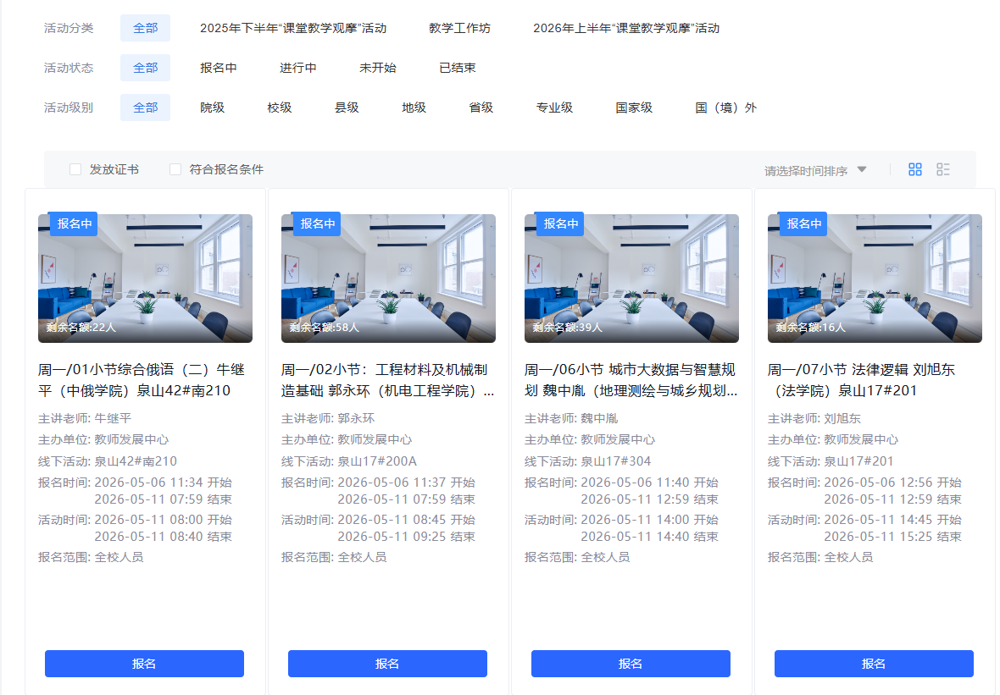 活动分类 全部 2025年下半年“课堂教学观摩”活动 教学工作坊 2026年上半年“课堂教学观摩”活动
活动状态 全部 报名中 进行中 未开始 已结束
活动级别 全部 院级 校级 县级 地级 省级 专业级 国家级 国（境）外
发放证书 符合报名条件 请选择时间排序
报名中
剩余名额:22人
周一/01小节综合俄语（二）牛继
平（中俄学院）泉山42#南210
主讲老师: 牛继平
主办单位: 教师发展中心
线下活动: 泉山42#南210
报名时间: 2026-05-06 11:34 开始
2026-05-11 07:59 结束
活动时间: 2026-05-11 08:00 开始
2026-05-11 08:40 结束
报名范围: 全校人员
报名
报名中
剩余名额:58人
周一/02小节：工程材料及机械制
造基础 郭永环（机电工程学院）...
主讲老师: 郭永环
主办单位: 教师发展中心
线下活动: 泉山17#200A
报名时间: 2026-05-06 11:37 开始
2026-05-11 07:59 结束
活动时间: 2026-05-11 08:45 开始
2026-05-11 09:25 结束
报名范围: 全校人员
报名
报名中
剩余名额:39人
周一/06小节 城市大数据与智慧规
划 魏中胤（地理测绘与城乡规划...
主讲老师: 魏中胤
主办单位: 教师发展中心
线下活动: 泉山17#304
报名时间: 2026-05-06 11:40 开始
2026-05-11 12:59 结束
活动时间: 2026-05-11 14:00 开始
2026-05-11 14:40 结束
报名范围: 全校人员
报名
报名中
剩余名额:16人
周一/07小节 法律逻辑 刘旭东
（法学院）泉山17#201
主讲老师: 刘旭东
主办单位: 教师发展中心
线下活动: 泉山17#201
报名时间: 2026-05-06 12:56 开始
2026-05-11 12:59 结束
活动时间: 2026-05-11 14:45 开始
2026-05-11 15:25 结束
报名范围: 全校人员
报名